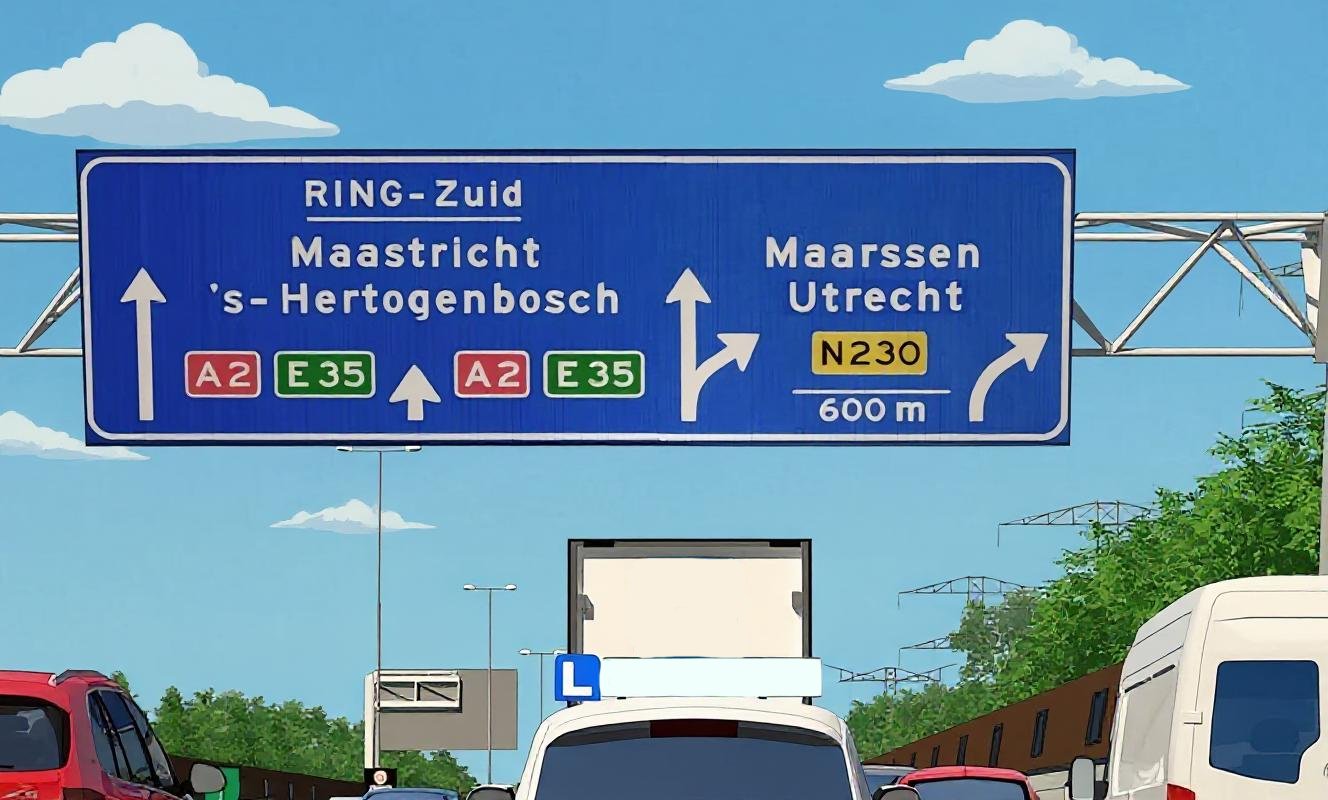 RING-Zuid
Maastricht
's-Hertogenbosch
A2 E35 A2 E35
Maarssen
Utrecht
N230
600 m
L